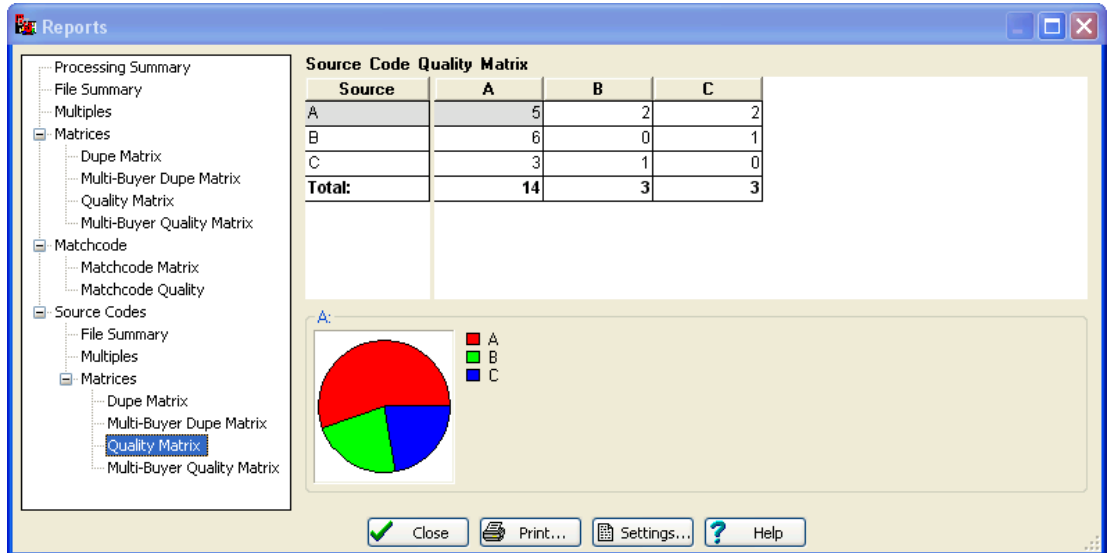 Reports
Processing Summary
File Summary
Multiples
Matrices
Dupe Matrix
Multi-Buyer Dupe Matrix
Quality Matrix
Multi-Buyer Quality Matrix
Matchcode
Matchcode Matrix
Matchcode Quality
Source Codes
File Summary
Multiples
Matrices
Dupe Matrix
Multi-Buyer Dupe Matrix
Quality Matrix
Multi-Buyer Quality Matrix
Source Code Quality Matrix
Source A B C
A 5 2 2
B 6 0 1
C 3 1 0
Total: 14 3 3
A:
A
B
C
Close Print... Settings... Help